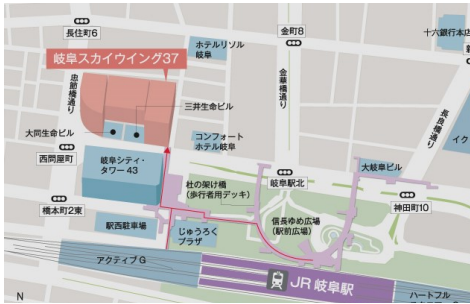 長住町6
金町8
十六銀行本店
ホテルリソル
岐阜
岐阜スカイウイング37
忠節橋通り
金華橋通り
長良橋通り
三井生命ビル
大同生命ビル
コンフォート
ホテル岐阜
西問屋町
岐阜シティ・
タワー43
大岐阜ビル
杜の架け橋
(歩行者用デッキ)
岐阜駅北
神田町10
橋本町2東
信長ゆめ広場
(駅前広場)
駅西駐車場
じゅうろく
プラザ
アクティブG
JR 岐阜駅
ハートフル
N